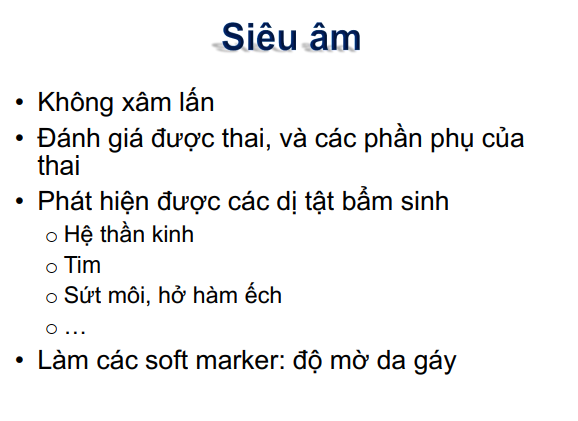 Siêu âm
• Không xâm lấn
• Đánh giá được thai, và các phần phụ của
thai
• Phát hiện được các dị tật bẩm sinh
o Hệ thần kinh
o Tim
o Sứt môi, hở hàm ếch
o …
• Làm các soft marker: độ mờ da gáy